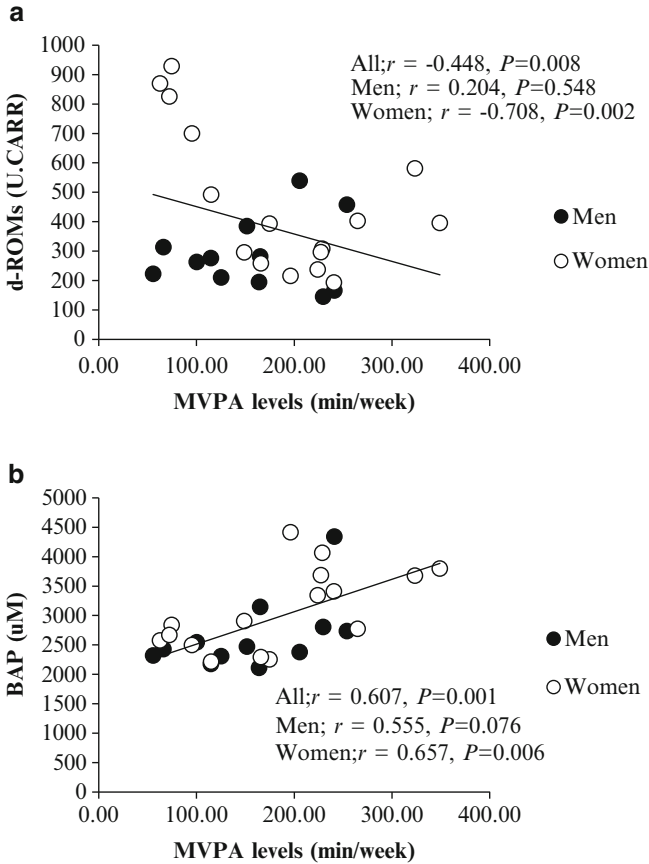 a
1000
900
800
700
600
500
400
300
200
100
0
d-ROMs (U.CARR)
All;r = -0.448, P=0.008
Men; r = 0.204, P=0.548
Women; r = -0.708, P=0.002
Men
Women
0.00 100.00 200.00 300.00 400.00
MVPA levels (min/week)
b
5000
4500
4000
3500
3000
2500
2000
1500
1000
500
0
BAP (uM)
Men
Women
All;r = 0.607, P=0.001
Men; r = 0.555, P=0.076
Women;r = 0.657, P=0.006
0.00 100.00 200.00 300.00 400.00
MVPA levels (min/week)